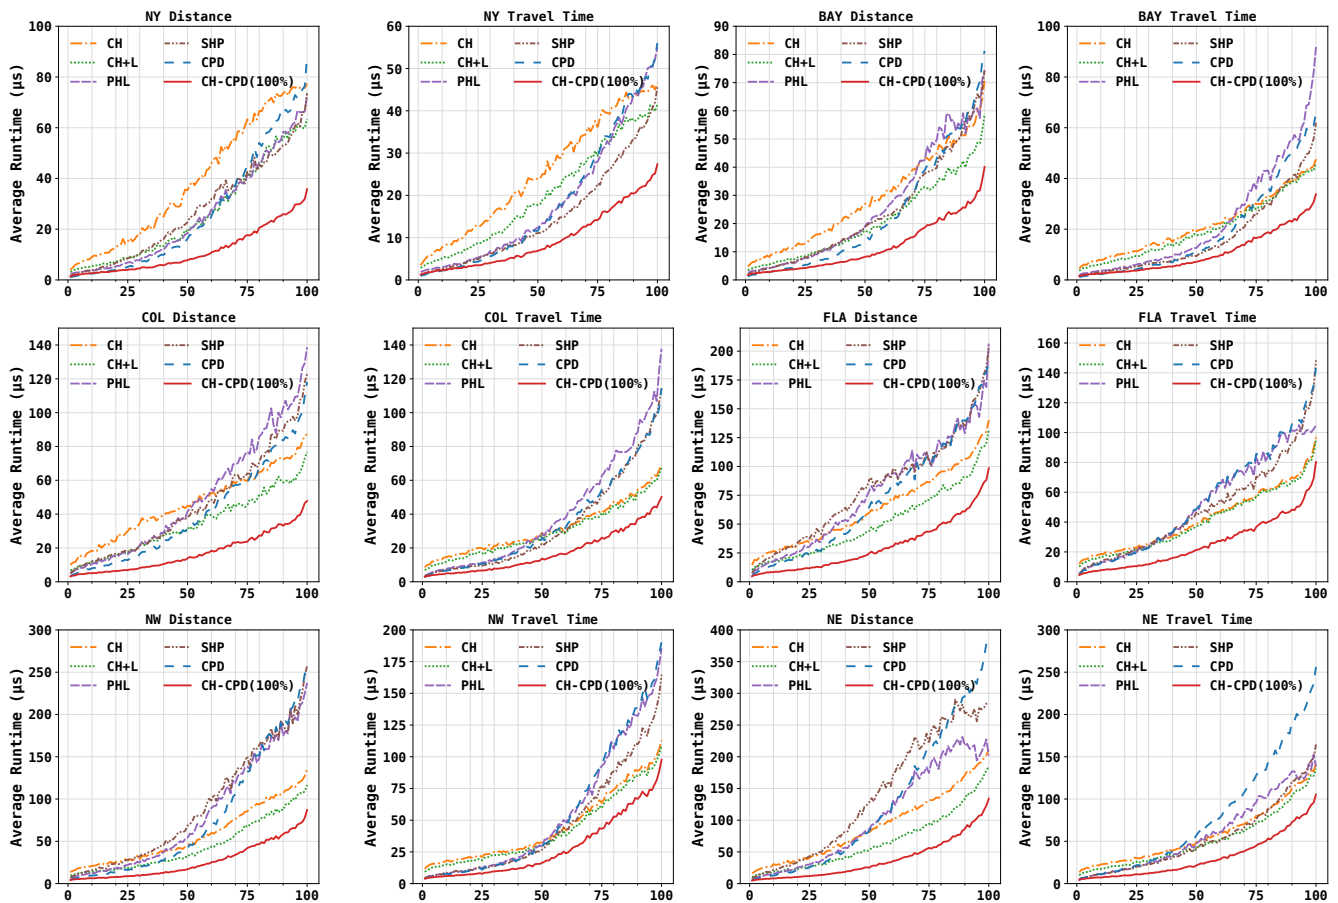 NY Distance
Average Runtime (μs)
100
80
60
40
20
0
CH
CH+L
PHL
SHP
CPD
CH-CPD(100%)
0 25 50 75 100
NY Travel Time
Average Runtime (μs)
60
50
40
30
20
10
0
CH
CH+L
PHL
SHP
CPD
CH-CPD(100%)
0 25 50 75 100
BAY Distance
Average Runtime (μs)
90
80
70
60
50
40
30
20
10
0
CH
CH+L
PHL
SHP
CPD
CH-CPD(100%)
0 25 50 75 100
BAY Travel Time
Average Runtime (μs)
100
80
60
40
20
0
CH
CH+L
PHL
SHP
CPD
CH-CPD(100%)
0 25 50 75 100
COL Distance
Average Runtime (μs)
140
120
100
80
60
40
20
0
CH
CH+L
PHL
SHP
CPD
CH-CPD(100%)
0 25 50 75 100
COL Travel Time
Average Runtime (μs)
140
120
100
80
60
40
20
0
CH
CH+L
PHL
SHP
CPD
CH-CPD(100%)
0 25 50 75 100
FLA Distance
Average Runtime (μs)
200
175
150
125
100
75
50
25
0
CH
CH+L
PHL
SHP
CPD
CH-CPD(100%)
0 25 50 75 100
FLA Travel Time
Average Runtime (μs)
160
140
120
100
80
60
40
20
0
CH
CH+L
PHL
SHP
CPD
CH-CPD(100%)
0 25 50 75 100
NW Distance
Average Runtime (μs)
300
250
200
150
100
50
0
CH
CH+L
PHL
SHP
CPD
CH-CPD(100%)
0 25 50 75 100
NW Travel Time
Average Runtime (μs)
200
175
150
125
100
75
50
25
0
CH
CH+L
PHL
SHP
CPD
CH-CPD(100%)
0 25 50 75 100
NE Distance
Average Runtime (μs)
400
350
300
250
200
150
100
50
0
CH
CH+L
PHL
SHP
CPD
CH-CPD(100%)
0 25 50 75 100
NE Travel Time
Average Runtime (μs)
300
250
200
150
100
50
0
CH
CH+L
PHL
SHP
CPD
CH-CPD(100%)
0 25 50 75 100